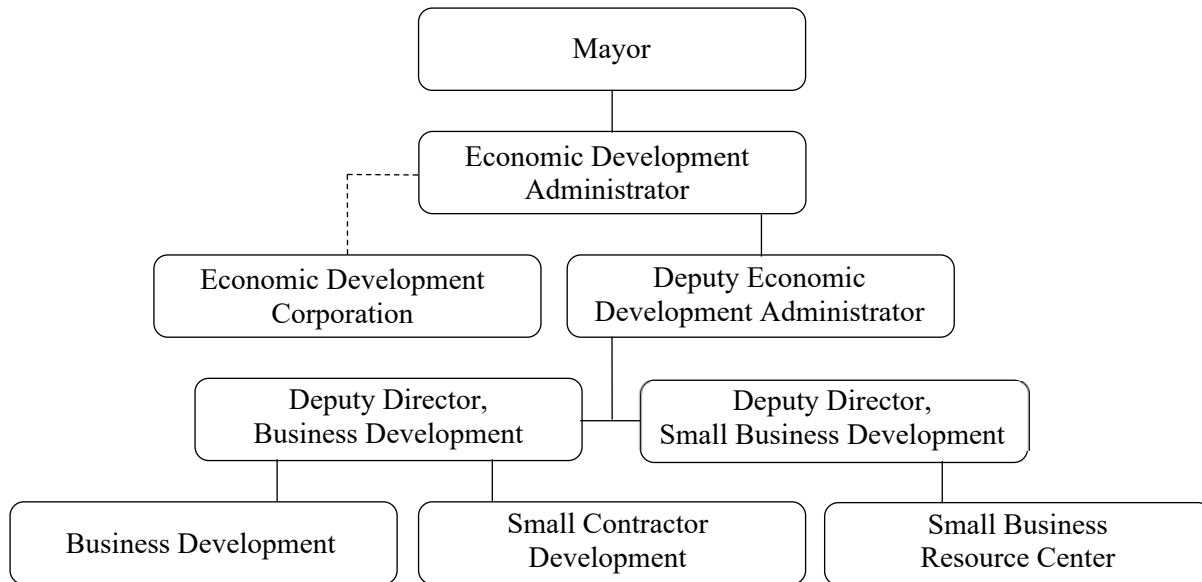 Mayor
Economic Development
Administrator
Economic Development
Corporation
Deputy Economic
Development Administrator
Deputy Director,
Business Development
Deputy Director,
Small Business Development
Business Development
Small Contractor
Development
Small Business
Resource Center